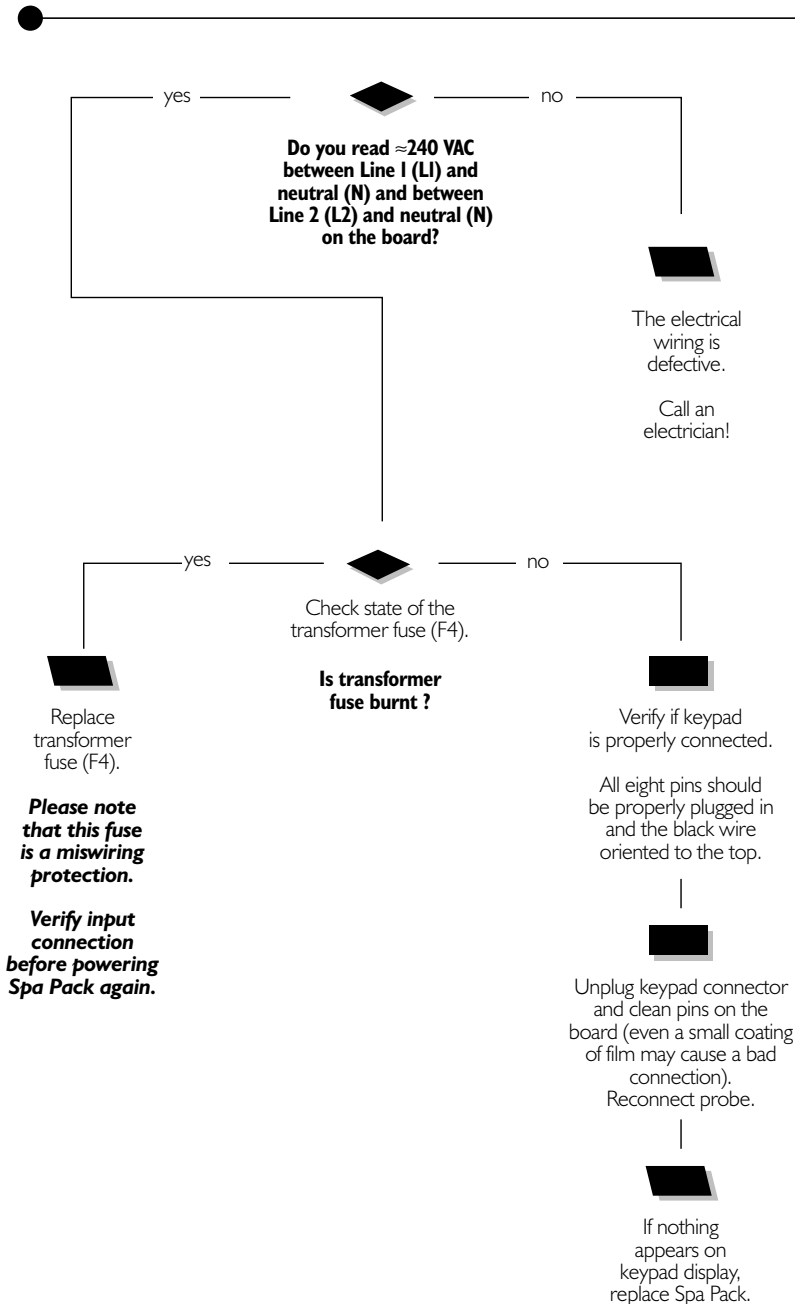 yes
no
Do you read ≈240 VAC
between Line 1 (L1) and
neutral (N) and between
Line 2 (L2) and neutral (N)
on the board?
The electrical
wiring is
defective.
Call an
electrician!
yes
no
Check state of the
transformer fuse (F4).
Is transformer
fuse burnt ?
Replace
transformer
fuse (F4).
Please note
that this fuse
is a miswiring
protection.
Verify input
connection
before powering
Spa Pack again.
Verify if keypad
is properly connected.
All eight pins should
be properly plugged in
and the black wire
oriented to the top.
Unplug keypad connector
and clean pins on the
board (even a small coating
of film may cause a bad
connection).
Reconnect probe.
If nothing
appears on
keypad display,
replace Spa Pack.